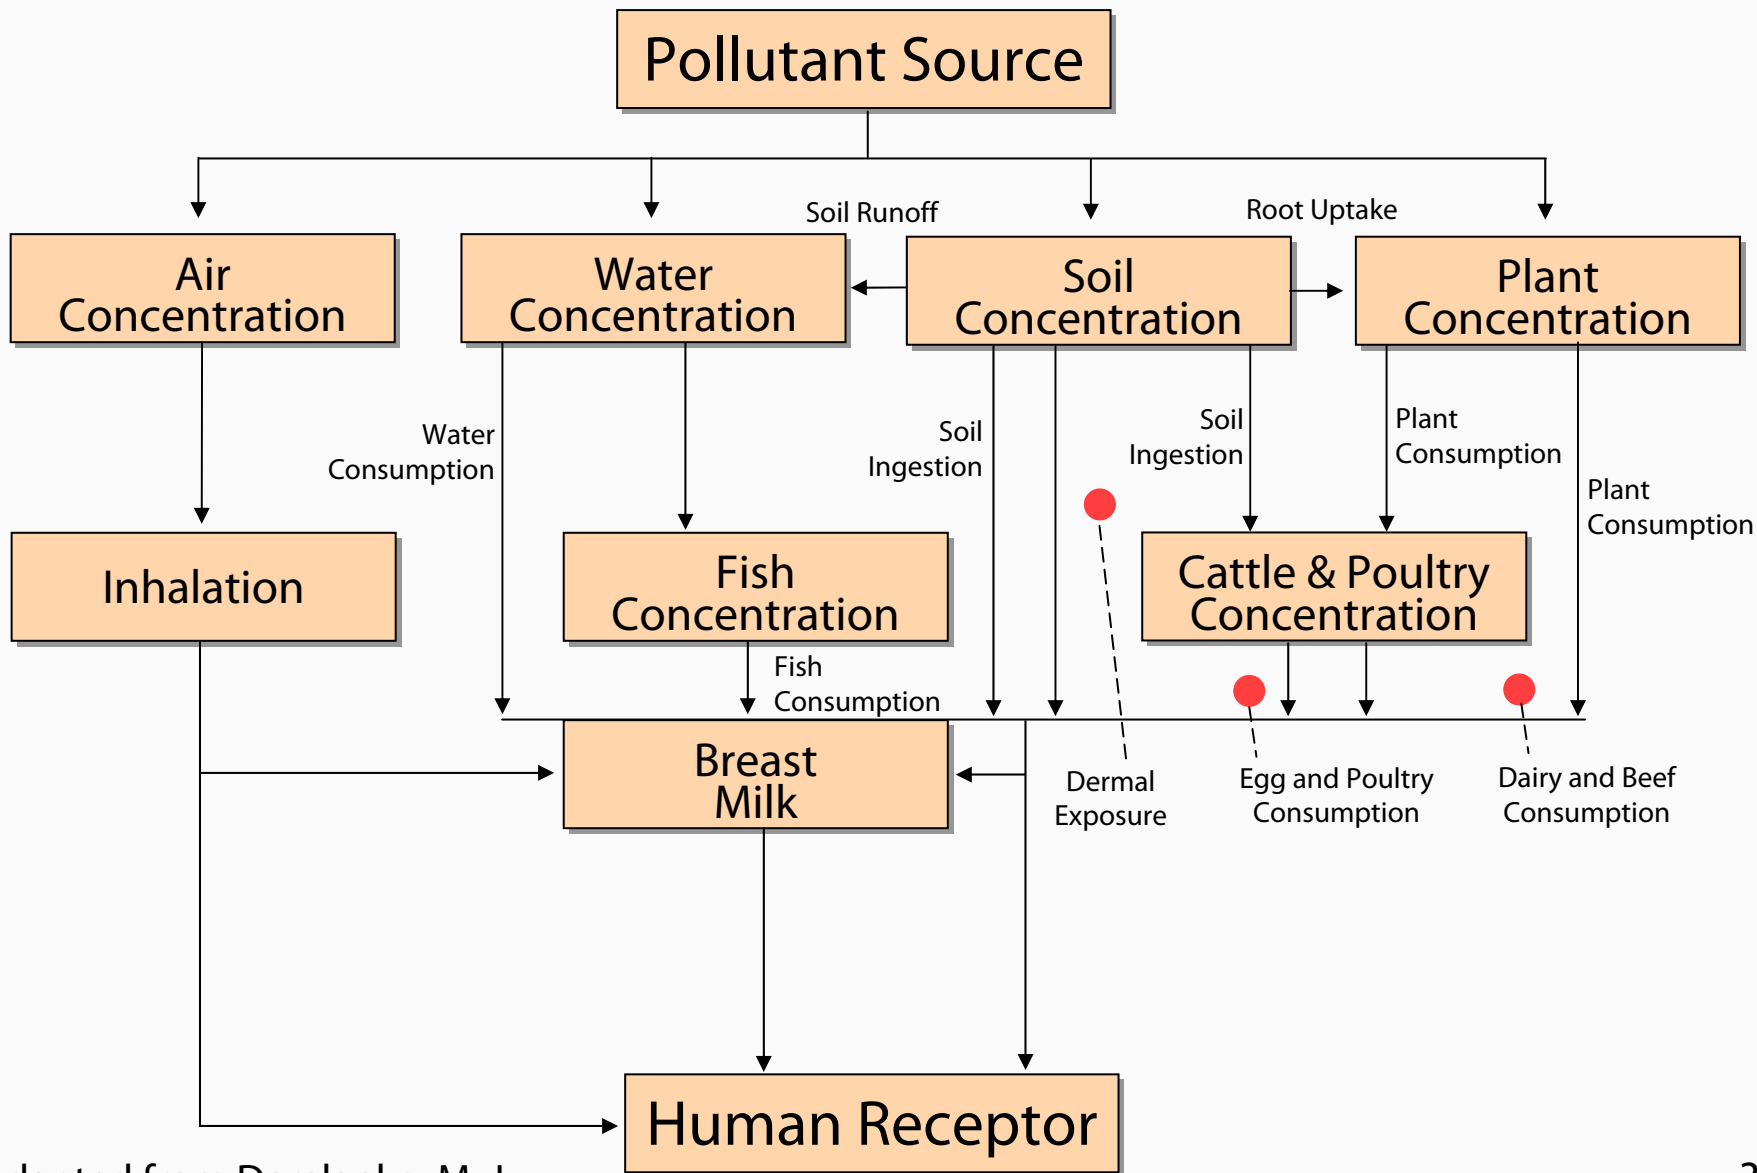 Pollutant Source
Soil Runoff
Root Uptake
Air
Concentration
Water
Concentration
Soil
Concentration
Plant
Concentration
Water
Consumption
Soil
Ingestion
Soil
Ingestion
Plant
Consumption
Plant
Consumption
Inhalation
Fish
Concentration
Cattle & Poultry
Concentration
Fish
Consumption
Breast
Milk
Dermal
Exposure
Egg and Poultry
Consumption
Dairy and Beef
Consumption
Human Receptor